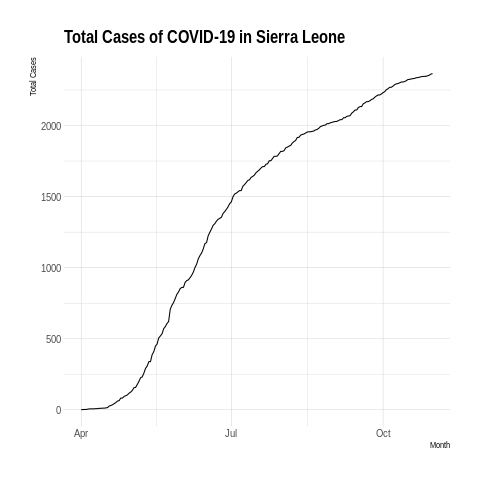 Total Cases of COVID-19 in Sierra Leone
Total Cases
2000
1500
1000
500
0
Apr Jul Oct
Month